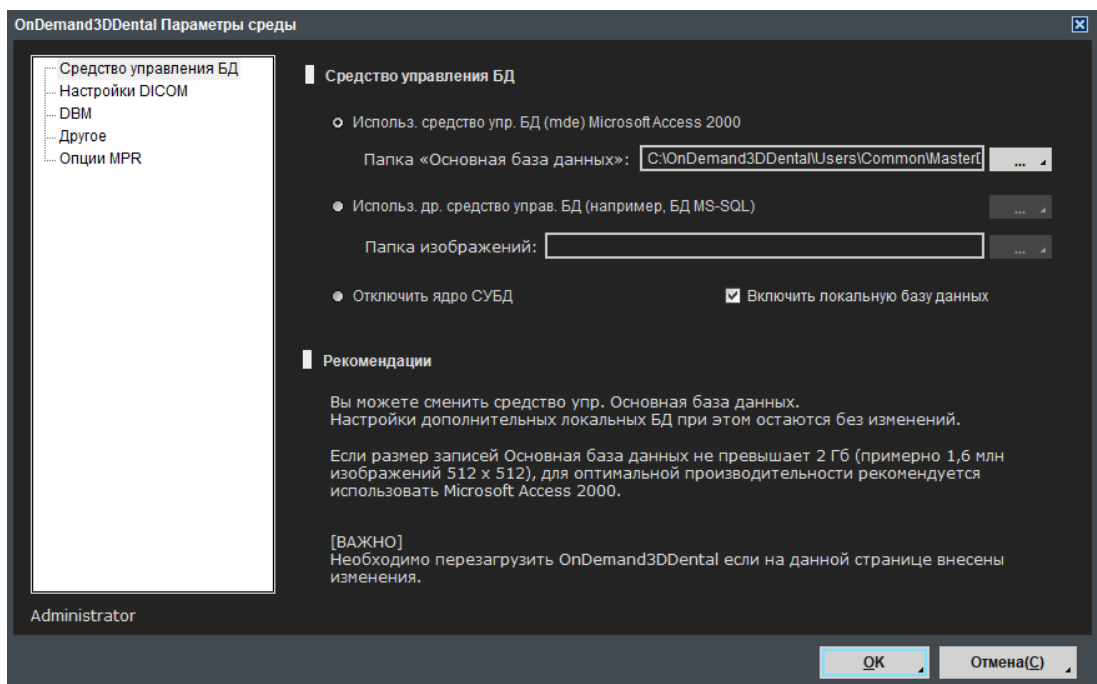 OnDemand3DDental Параметры среды
Средство управления БД
Настройки DICOM
DBM
Другое
Опции MPR
Administrator
Средство управления БД
Использ. средство упр. БД (mde) Microsoft Access 2000
Папка «Основная база данных»: C:\OnDemand3DDental\Users\Common\MasterD ...
Использ. др. средство управ. БД (например, БД MS-SQL) ...
Папка изображений: ...
Отключить ядро СУБД Включить локальную базу данных
Рекомендации
Вы можете сменить средство упр. Основная база данных.
Настройки дополнительных локальных БД при этом остаются без изменений.
Если размер записей Основная база данных не превышает 2 Гб (примерно 1,6 млн
изображений 512 x 512), для оптимальной производительности рекомендуется
использовать Microsoft Access 2000.
[ВАЖНО]
Необходимо перезагрузить OnDemand3DDental если на данной странице внесены
изменения.
OK Отмена(C)